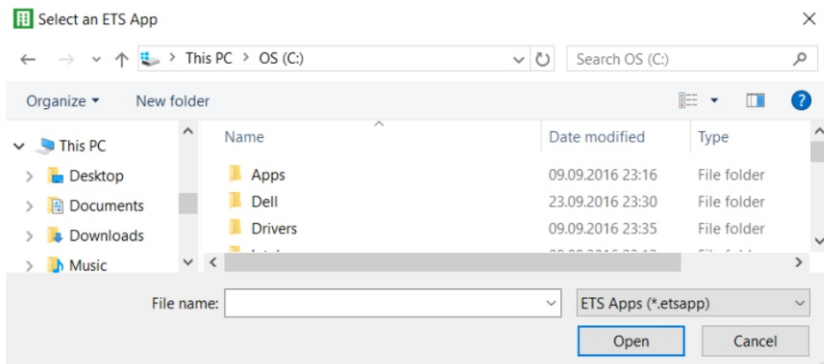 Select an ETS App
This PC > OS (C:)
Search OS (C:)
Organize
New folder
Name
Date modified
Type
This PC
Desktop
Documents
Downloads
Music
Apps 09.09.2016 23:16 File folder
Dell 23.09.2016 23:30 File folder
Drivers 09.09.2016 23:35 File folder
File name:
ETS Apps (*.etsapp)
Open
Cancel